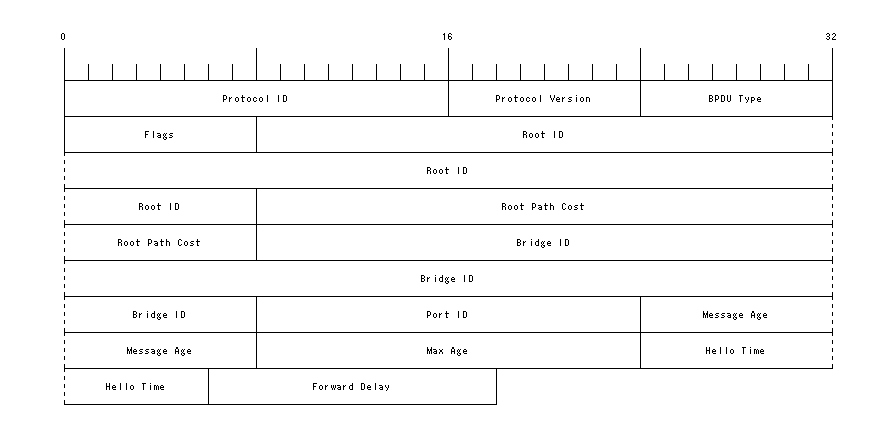 0 16 32
Protocol ID Protocol Version BPDU Type
Flags Root ID
Root ID
Root ID Root Path Cost
Root Path Cost Bridge ID
Bridge ID
Bridge ID Port ID Message Age
Message Age Max Age Hello Time
Hello Time Forward Delay